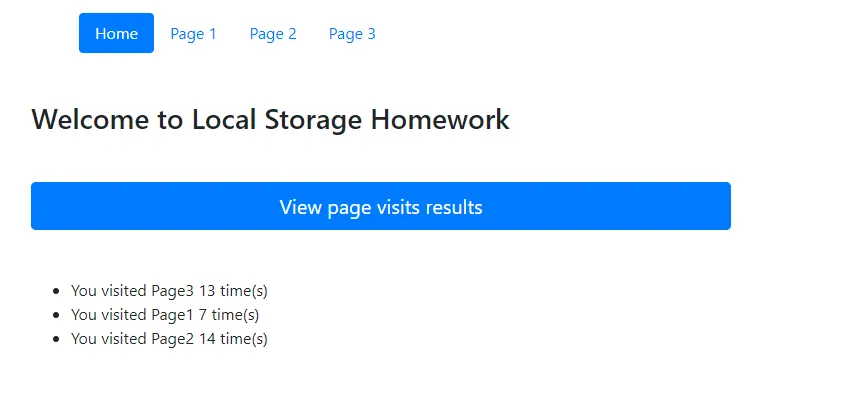 Home Page 1 Page 2 Page 3
Welcome to Local Storage Homework
View page visits results
You visited Page3 13 time(s)
You visited Page1 7 time(s)
You visited Page2 14 time(s)